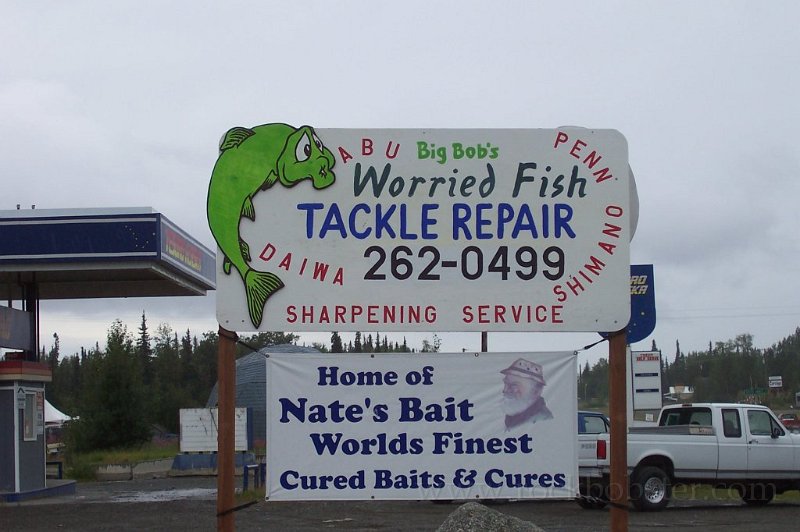 ABU
Big Bob's
PENN
Worried Fish
TACKLE REPAIR
DAIWA
262-0499
SHIMANO
SHARPENING SERVICE
Home of
Nate's Bait
Worlds Finest
Cured Baits & Cures